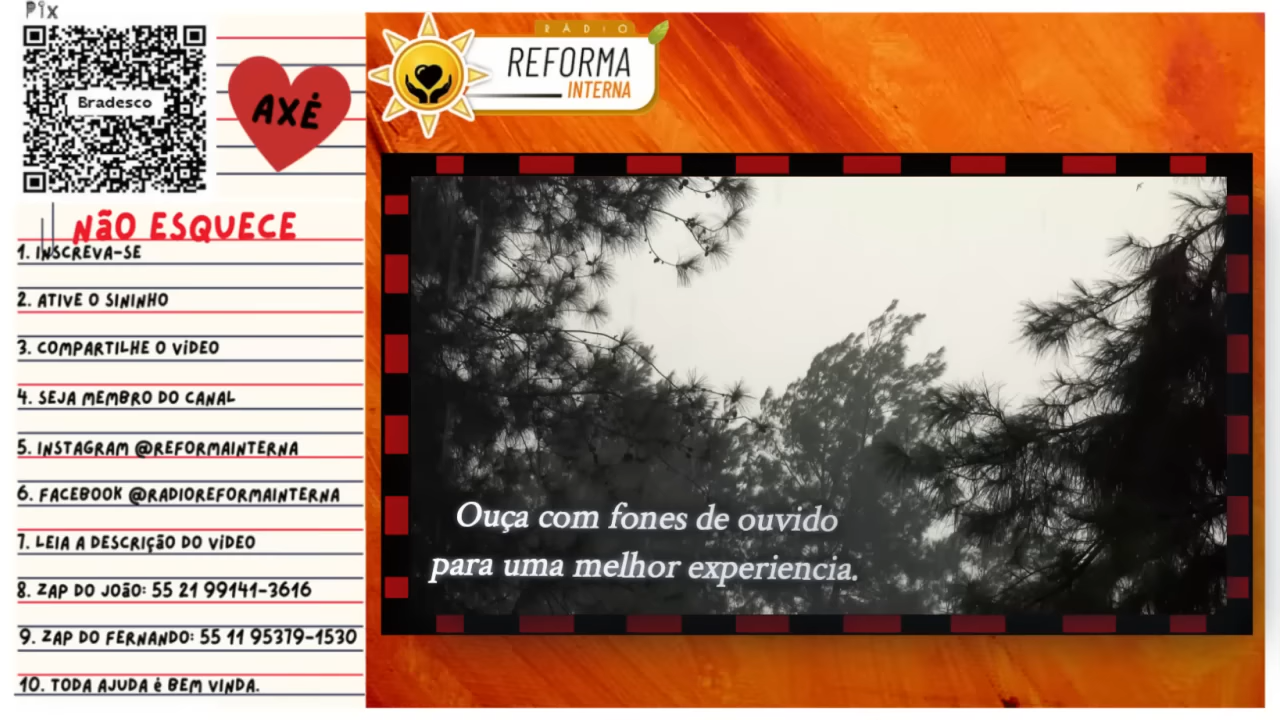 Pix
Bradesco
AXÉ
NÃO ESQUECE
1. INSCREVA-SE
2. ATIVE O SININHO
3. COMPARTILHE O VÍDEO
4. SEJA MEMBRO DO CANAL
5. INSTAGRAM @REFORMAINTERNA
6. FACEBOOK @RADIOREFORMAINTERNA
7. LEIA A DESCRIÇÃO DO VÍDEO
8. ZAP DO JOÃO: 55 21 99141-3616
9. ZAP DO FERNANDO: 55 11 95379-1530
10. TODA AJUDA É BEM VINDA.
RÁDIO
REFORMA
INTERNA
Ouça com fones de ouvido
para uma melhor experiencia.